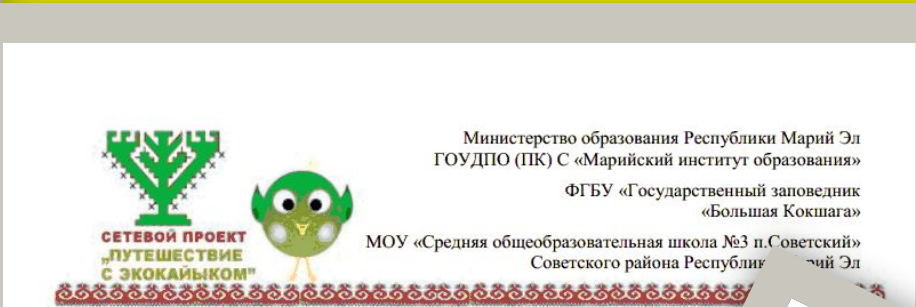 Министерство образования Республики Марий Эл
ГОУДПО (ПК) С «Марийский институт образования»
ФГБУ «Государственный заповедник
«Большая Кокшага»
МОУ «Средняя общеобразовательная школа №3 п.Советский»
Советского района Эл
СЕТЕВОЙ ПРОЕКТ
„ПУТЕШЕСТВИЕ
С ЭКОКАЙЫКОМ"